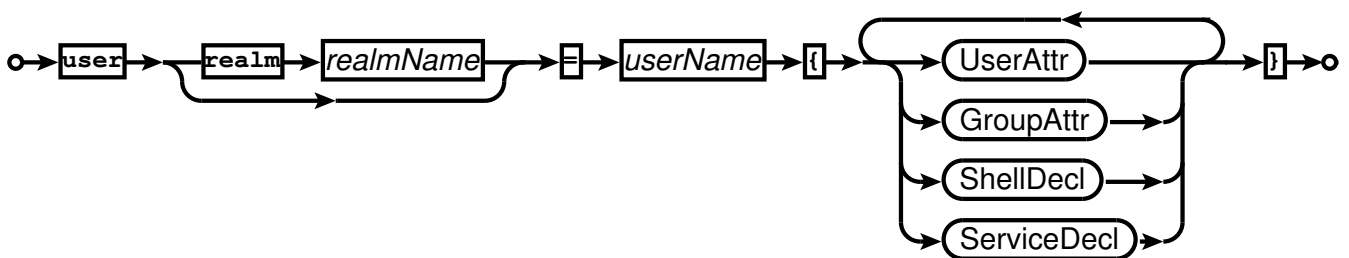 user realm realmName = userName { UserAttr }
GroupAttr
ShellDecl
ServiceDecl